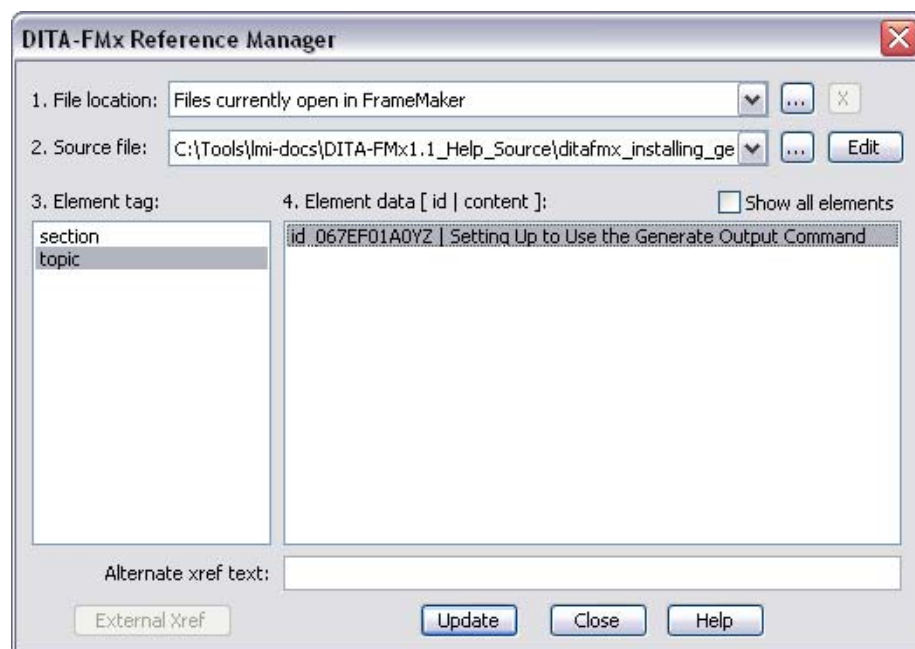 DITA-FMx Reference Manager
1. File location: Files currently open in FrameMaker ... X
2. Source file: C:\Tools\lmi-docs\DITA-FMx1.1_Help_Source\ditafmx_installing_ge ... Edit
3. Element tag: 4. Element data [ id | content ]: Show all elements
section id_067EF01A0YZ | Setting Up to Use the Generate Output Command
topic
Alternate xref text:
External Xref Update Close Help